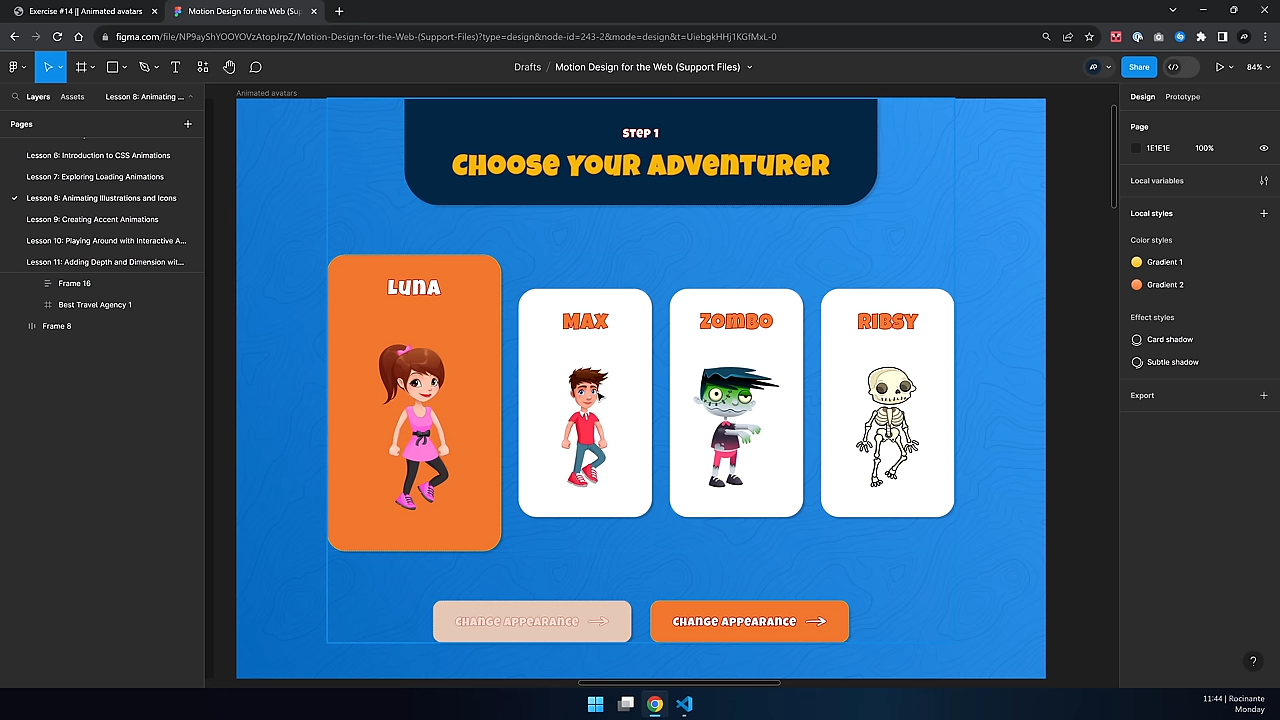 Exercise #14 || Animated avatars
Motion Design for the Web (Sup
figma.com/file/NP9ayShYOOYOVzAtopJrpZ/Motion-Design-for-the-Web-(Support-Files)?type=design&node-id=243-2&mode=design&t=UiebgkHHj1KGfMxL-0
Drafts / Motion Design for the Web (Support Files)
Share
84%
Layers
Assets
Lesson 8: Animating ...
Pages
Lesson 6: Introduction to CSS Animations
Lesson 7: Exploring Loading Animations
Lesson 8: Animating Illustrations and Icons
Lesson 9: Creating Accent Animations
Lesson 10: Playing Around with Interactive A...
Lesson 11: Adding Depth and Dimension wit...
Frame 16
Best Travel Agency 1
Frame 8
Animated avatars
Step 1
Choose Your Adventurer
Luna
Max
Zombo
Ribsy
Change Appearance
Change Appearance
Design
Prototype
Page
1E1E1E
100%
Local variables
Local styles
Color styles
Gradient 1
Gradient 2
Effect styles
Card shadow
Subtle shadow
Export
?
11:44 | Rocinante
Monday